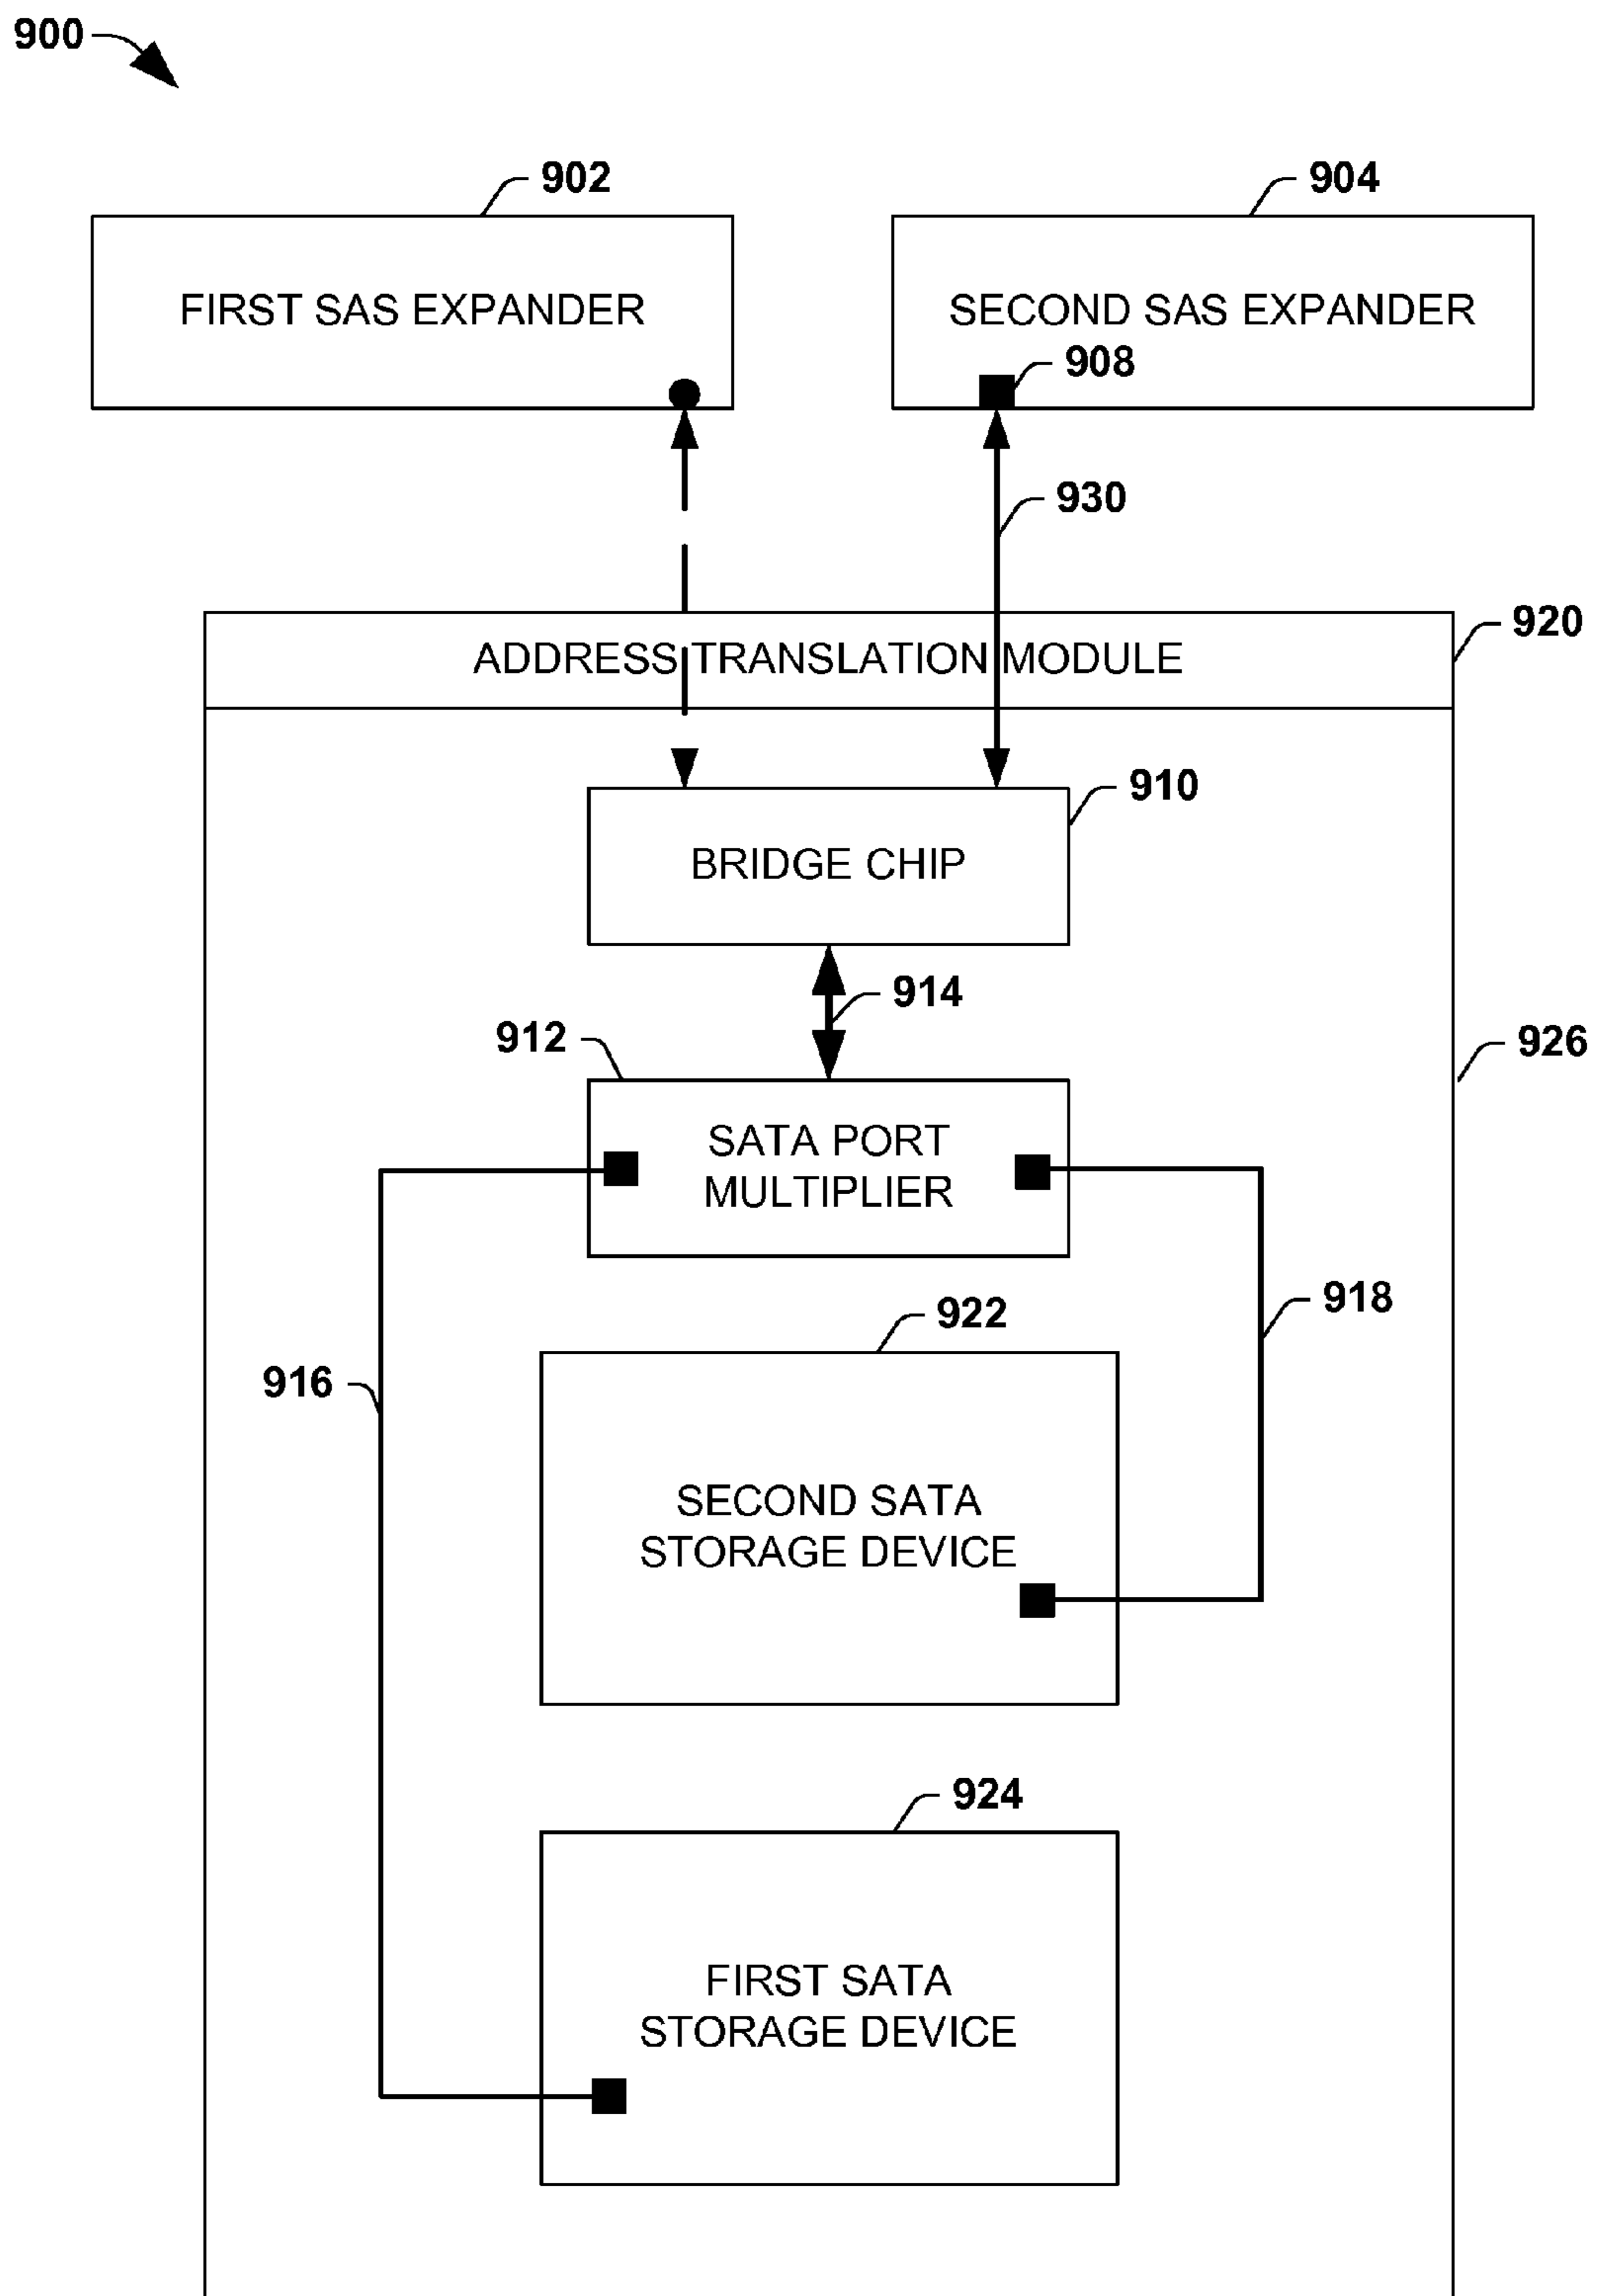 900
902
904
FIRST SAS EXPANDER
SECOND SAS EXPANDER
908
930
920
ADDRESS TRANSLATION MODULE
910
BRIDGE CHIP
914
912
926
SATA PORT
MULTIPLIER
918
922
916
SECOND SATA
STORAGE DEVICE
924
FIRST SATA
STORAGE DEVICE